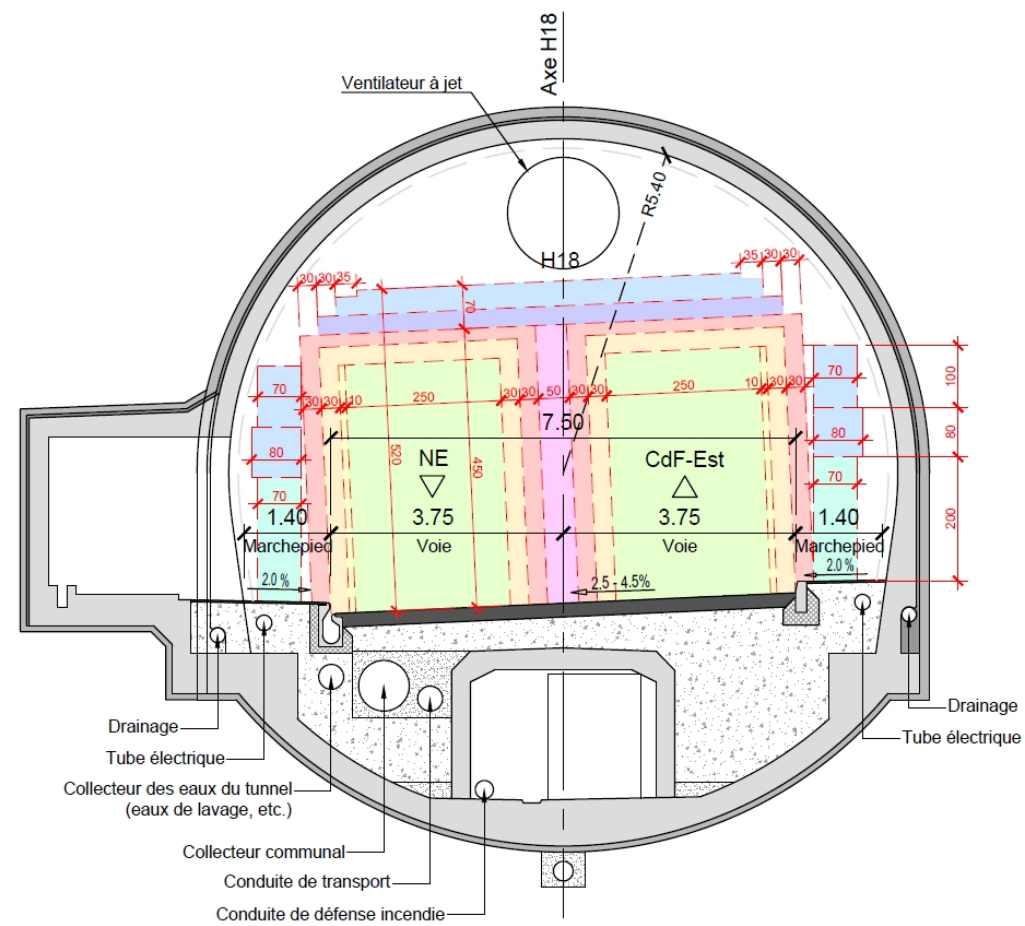 Axe H18
Ventilateur à jet
R5.40
H18
30 30 35
35 30 30
70
70
70
100
30 30 10
250
30 30 50 30 30
250
10 30 30
7.50
520
450
80
80
80
NE
CdF-Est
70
70
200
1.40
3.75
3.75
1.40
Marchepied
Voie
Voie
Marchepied
2.0 %
2.5 - 4.5%
2.0 %
Drainage
Drainage
Tube électrique
Tube électrique
Collecteur des eaux du tunnel
(eaux de lavage, etc.)
Collecteur communal
Conduite de transport
Conduite de défense incendie